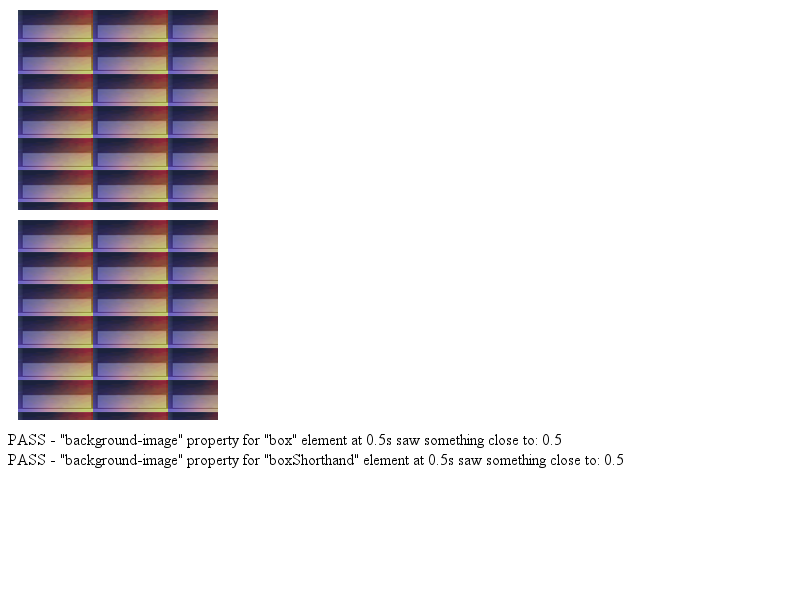 PASS - "background-image" property for "box" element at 0.5s saw something close to: 0.5
PASS - "background-image" property for "boxShorthand" element at 0.5s saw something close to: 0.5